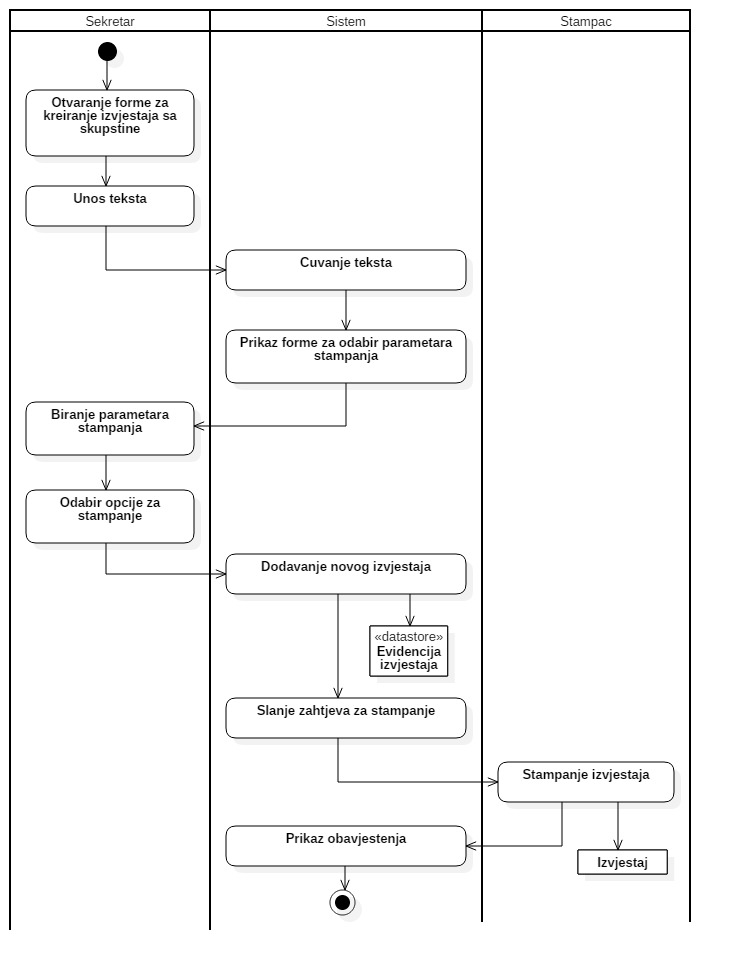 Sekretar
Sistem
Stampac
Otvaranje forme za
kreiranje izvjestaja sa
skupstine
Unos teksta
Cuvanje teksta
Prikaz forme za odabir parametara
stampanja
Biranje parametara
stampanja
Odabir opcije za
stampanje
Dodavanje novog izvjestaja
«datastore»
Evidencija
izvjestaja
Slanje zahtjeva za stampanje
Stampanje izvjestaja
Prikaz obavjestenja
Izvjestaj